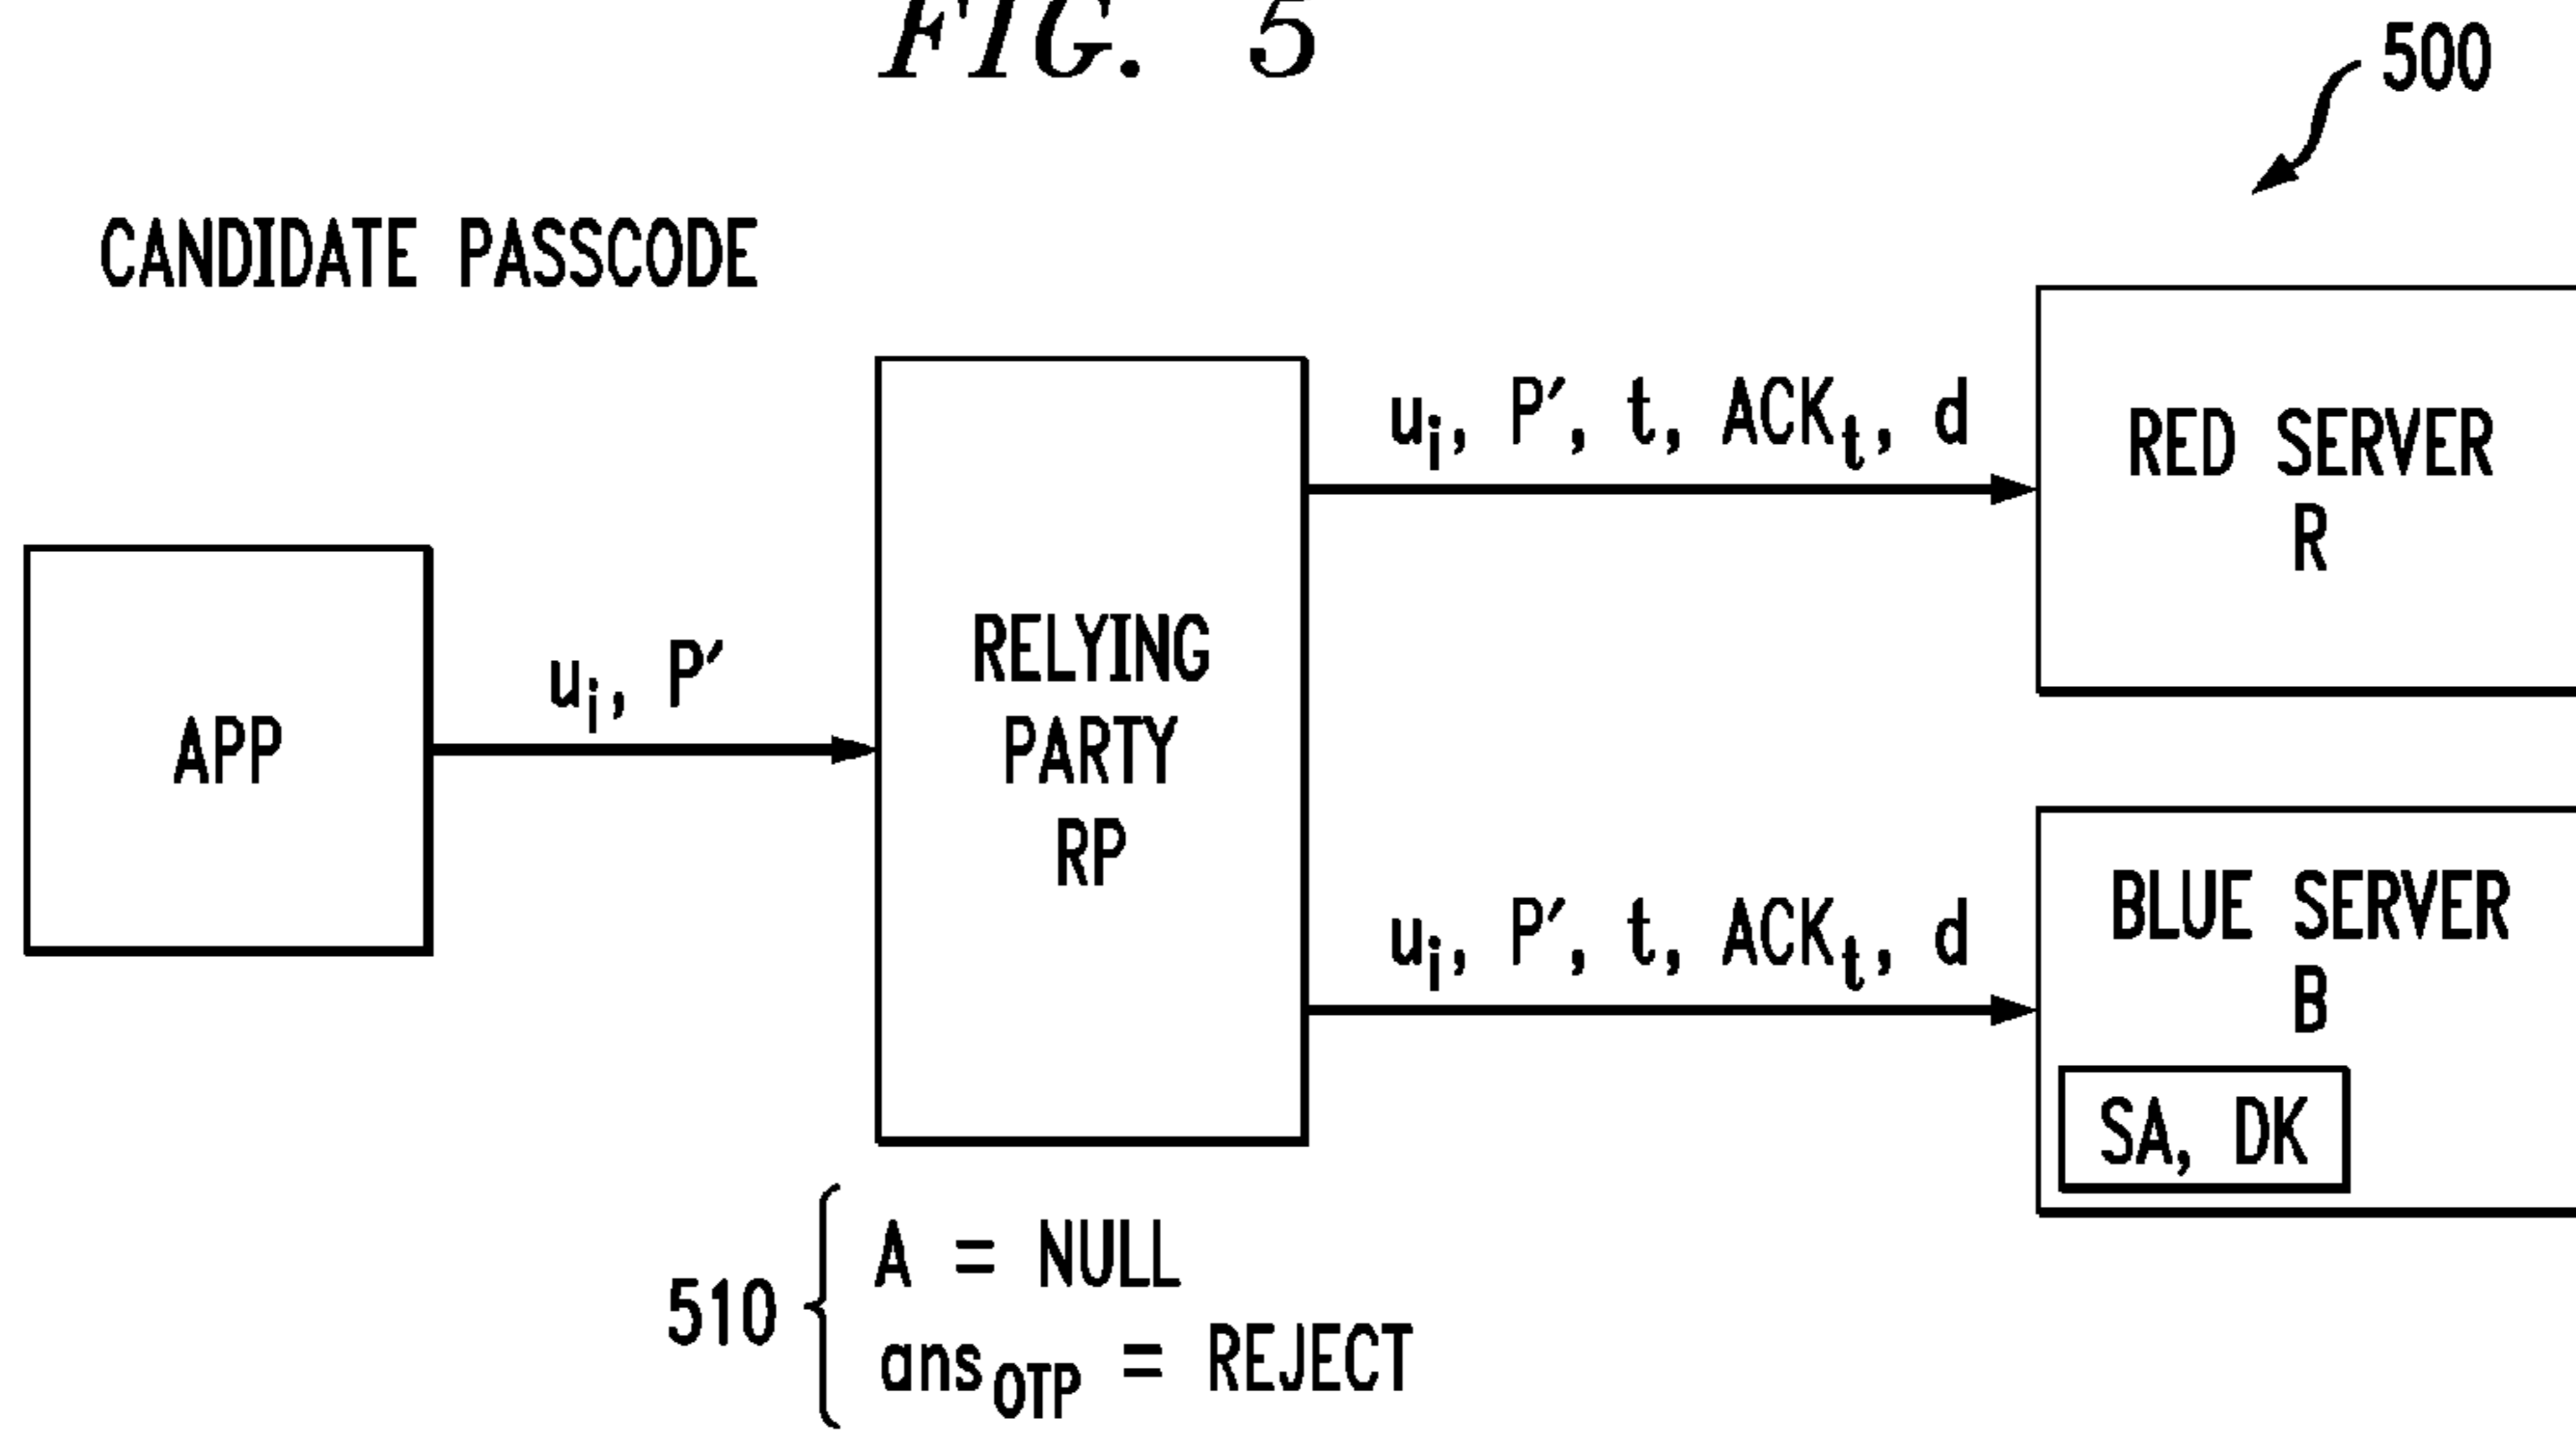 FIG. 5
500
CANDIDATE PASSCODE
APP
uᵢ, P′
RELYING
PARTY
RP
uᵢ, P′, t, ACKₜ, d
RED SERVER
R
uᵢ, P′, t, ACKₜ, d
BLUE SERVER
B
SA, DK
510
A = NULL
ans_OTP = REJECT